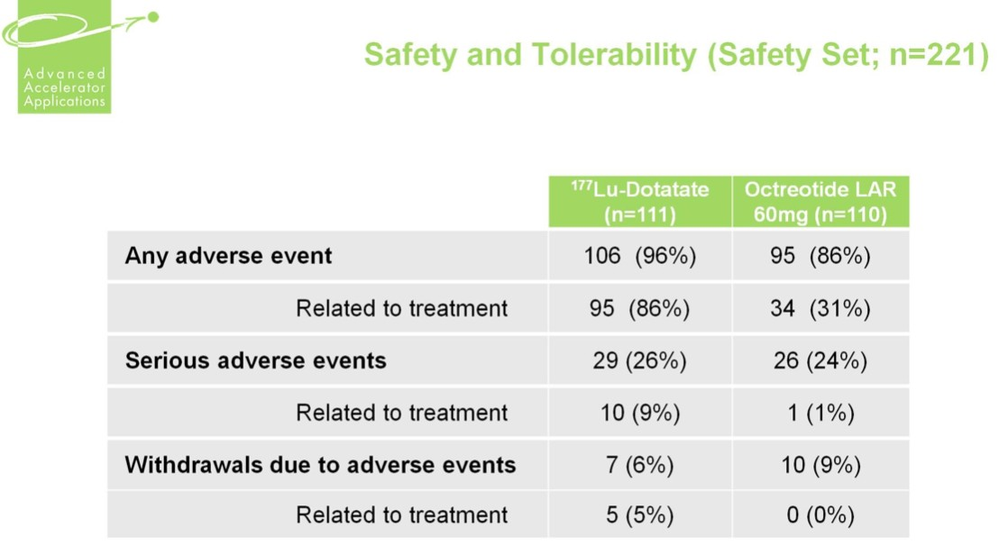 Advanced
Accelerator
Applications
Safety and Tolerability (Safety Set; n=221)
¹⁷⁷Lu-Dotatate (n=111) Octreotide LAR 60mg (n=110)
Any adverse event 106 (96%) 95 (86%)
Related to treatment 95 (86%) 34 (31%)
Serious adverse events 29 (26%) 26 (24%)
Related to treatment 10 (9%) 1 (1%)
Withdrawals due to adverse events 7 (6%) 10 (9%)
Related to treatment 5 (5%) 0 (0%)